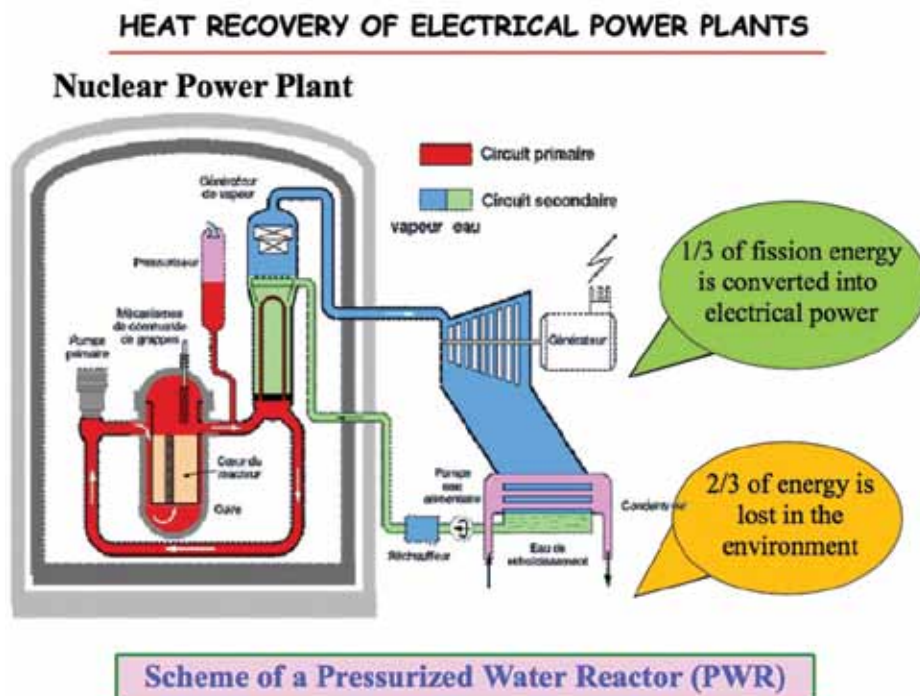 HEAT RECOVERY OF ELECTRICAL POWER PLANTS
Nuclear Power Plant
Circuit primaire
Circuit secondaire
vapeur eau
Générateur
de vapeur
Pressuriseur
Mécanismes
de commande
de grappes
Pompe
primaire
Cœur du
réacteur
Cuve
Générateur
1/3 of fission energy
is converted into
electrical power
Pompe
eau
alimentaire
Condenseur
Réchauffeur
Eau de
refroidissement
2/3 of energy is
lost in the
environment
Scheme of a Pressurized Water Reactor (PWR)